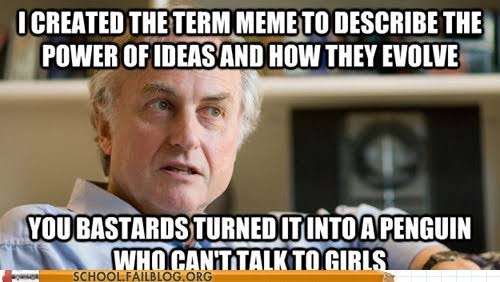 I CREATED THE TERM MEME TO DESCRIBE THE
POWER OF IDEAS AND HOW THEY EVOLVE
YOU BASTARDS TURNED IT INTO A PENGUIN
WHO CAN'T TALK TO GIRLS
SCHOOL.FAILBLOG.ORG